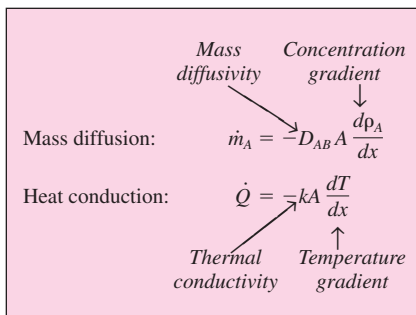 Mass Concentration
diffusivity gradient
Mass diffusion: ṁ_A = −D_AB A dρ_A/dx
Heat conduction: Q̇ = −kA dT/dx
Thermal Temperature
conductivity gradient